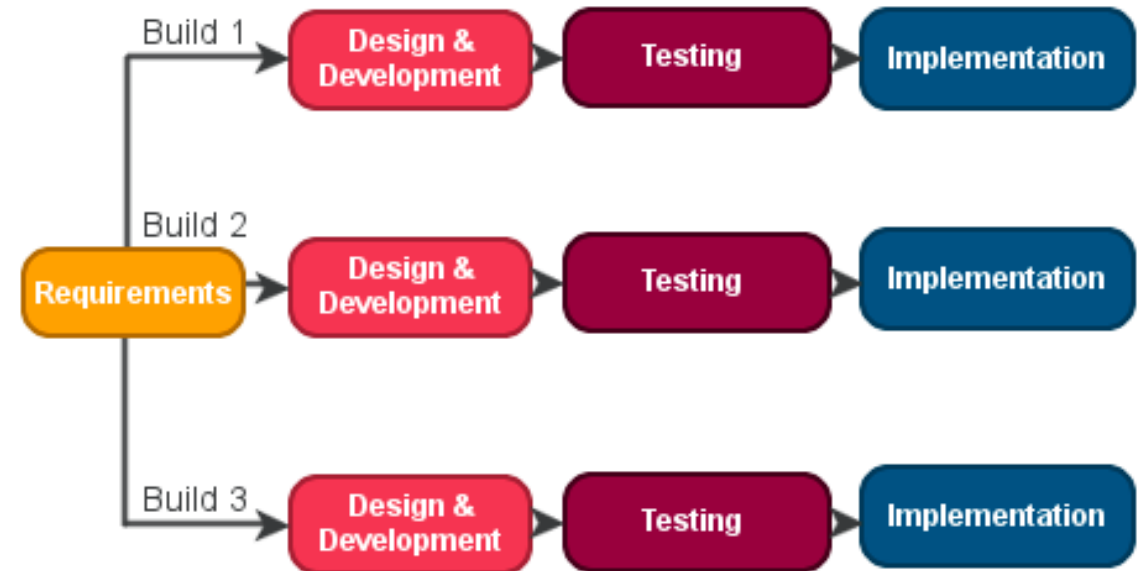 Build 1
Design &
Development
Testing
Implementation
Build 2
Requirements
Design &
Development
Testing
Implementation
Build 3
Design &
Development
Testing
Implementation